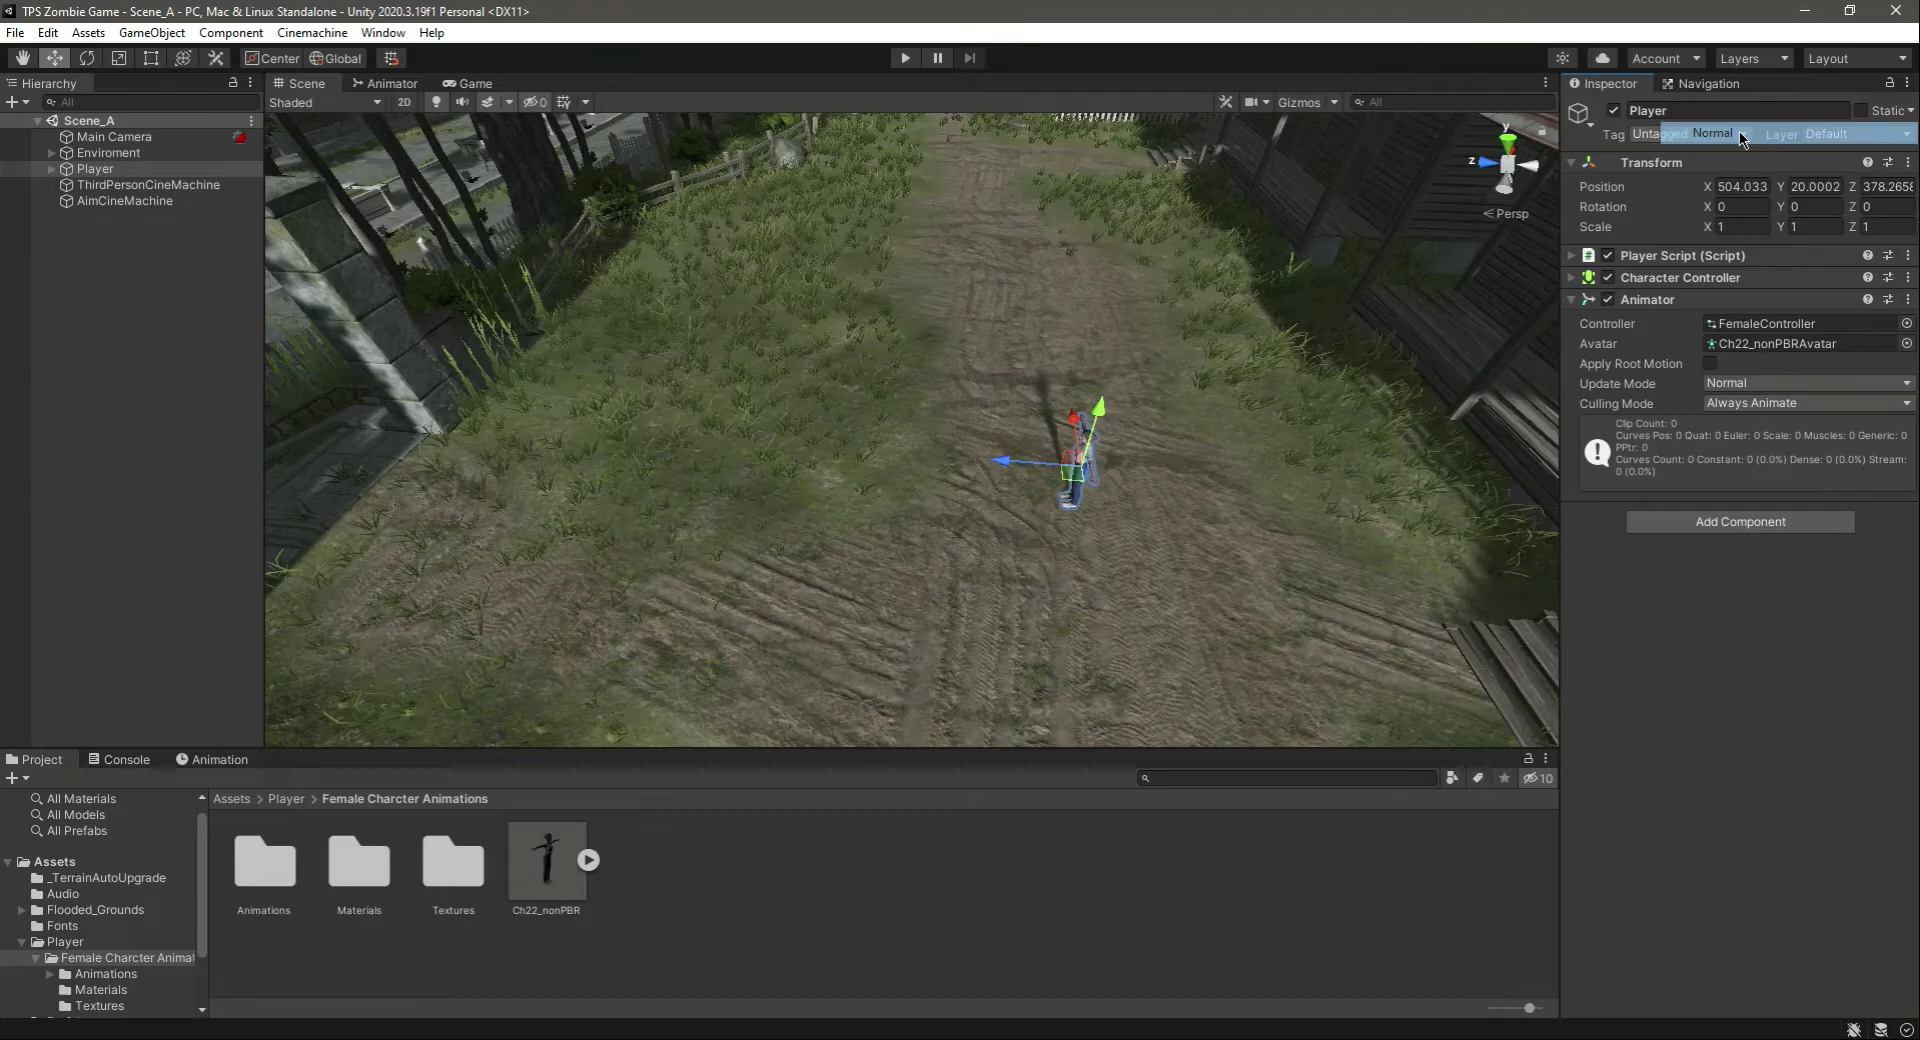 TPS Zombie Game - Scene_A - PC, Mac & Linux Standalone - Unity 2020.3.19f1 Personal <DX11>
File Edit Assets GameObject Component Cinemachine Window Help
Center Global Account Layers Layout
Hierarchy
All
Scene_A
Main Camera
Enviroment
Player
ThirdPersonCineMachine
AimCineMachine
Scene Animator Game
Shaded 2D 0 Gizmos All
y
z
Persp
Inspector Navigation
Player Static
Tag Untagged Normal Layer Default
Transform
Position X 504.033 Y 20.0002 Z 378.2658
Rotation X 0 Y 0 Z 0
Scale X 1 Y 1 Z 1
Player Script (Script)
Character Controller
Animator
Controller FemaleController
Avatar Ch22_nonPBRAvatar
Apply Root Motion
Update Mode Normal
Culling Mode Always Animate
Clip Count: 0
Curves Pos: 0 Quat: 0 Euler: 0 Scale: 0 Muscles: 0 Generic: 0
PPtr: 0
Curves Count: 0 Constant: 0 (0.0%) Dense: 0 (0.0%) Stream:
0 (0.0%)
Add Component
Project Console Animation
10
All Materials
All Models
All Prefabs
Assets
_TerrainAutoUpgrade
Audio
Flooded_Grounds
Fonts
Player
Female Charcter Animat
Animations
Materials
Textures
Assets > Player > Female Charcter Animations
Animations Materials Textures Ch22_nonPBR